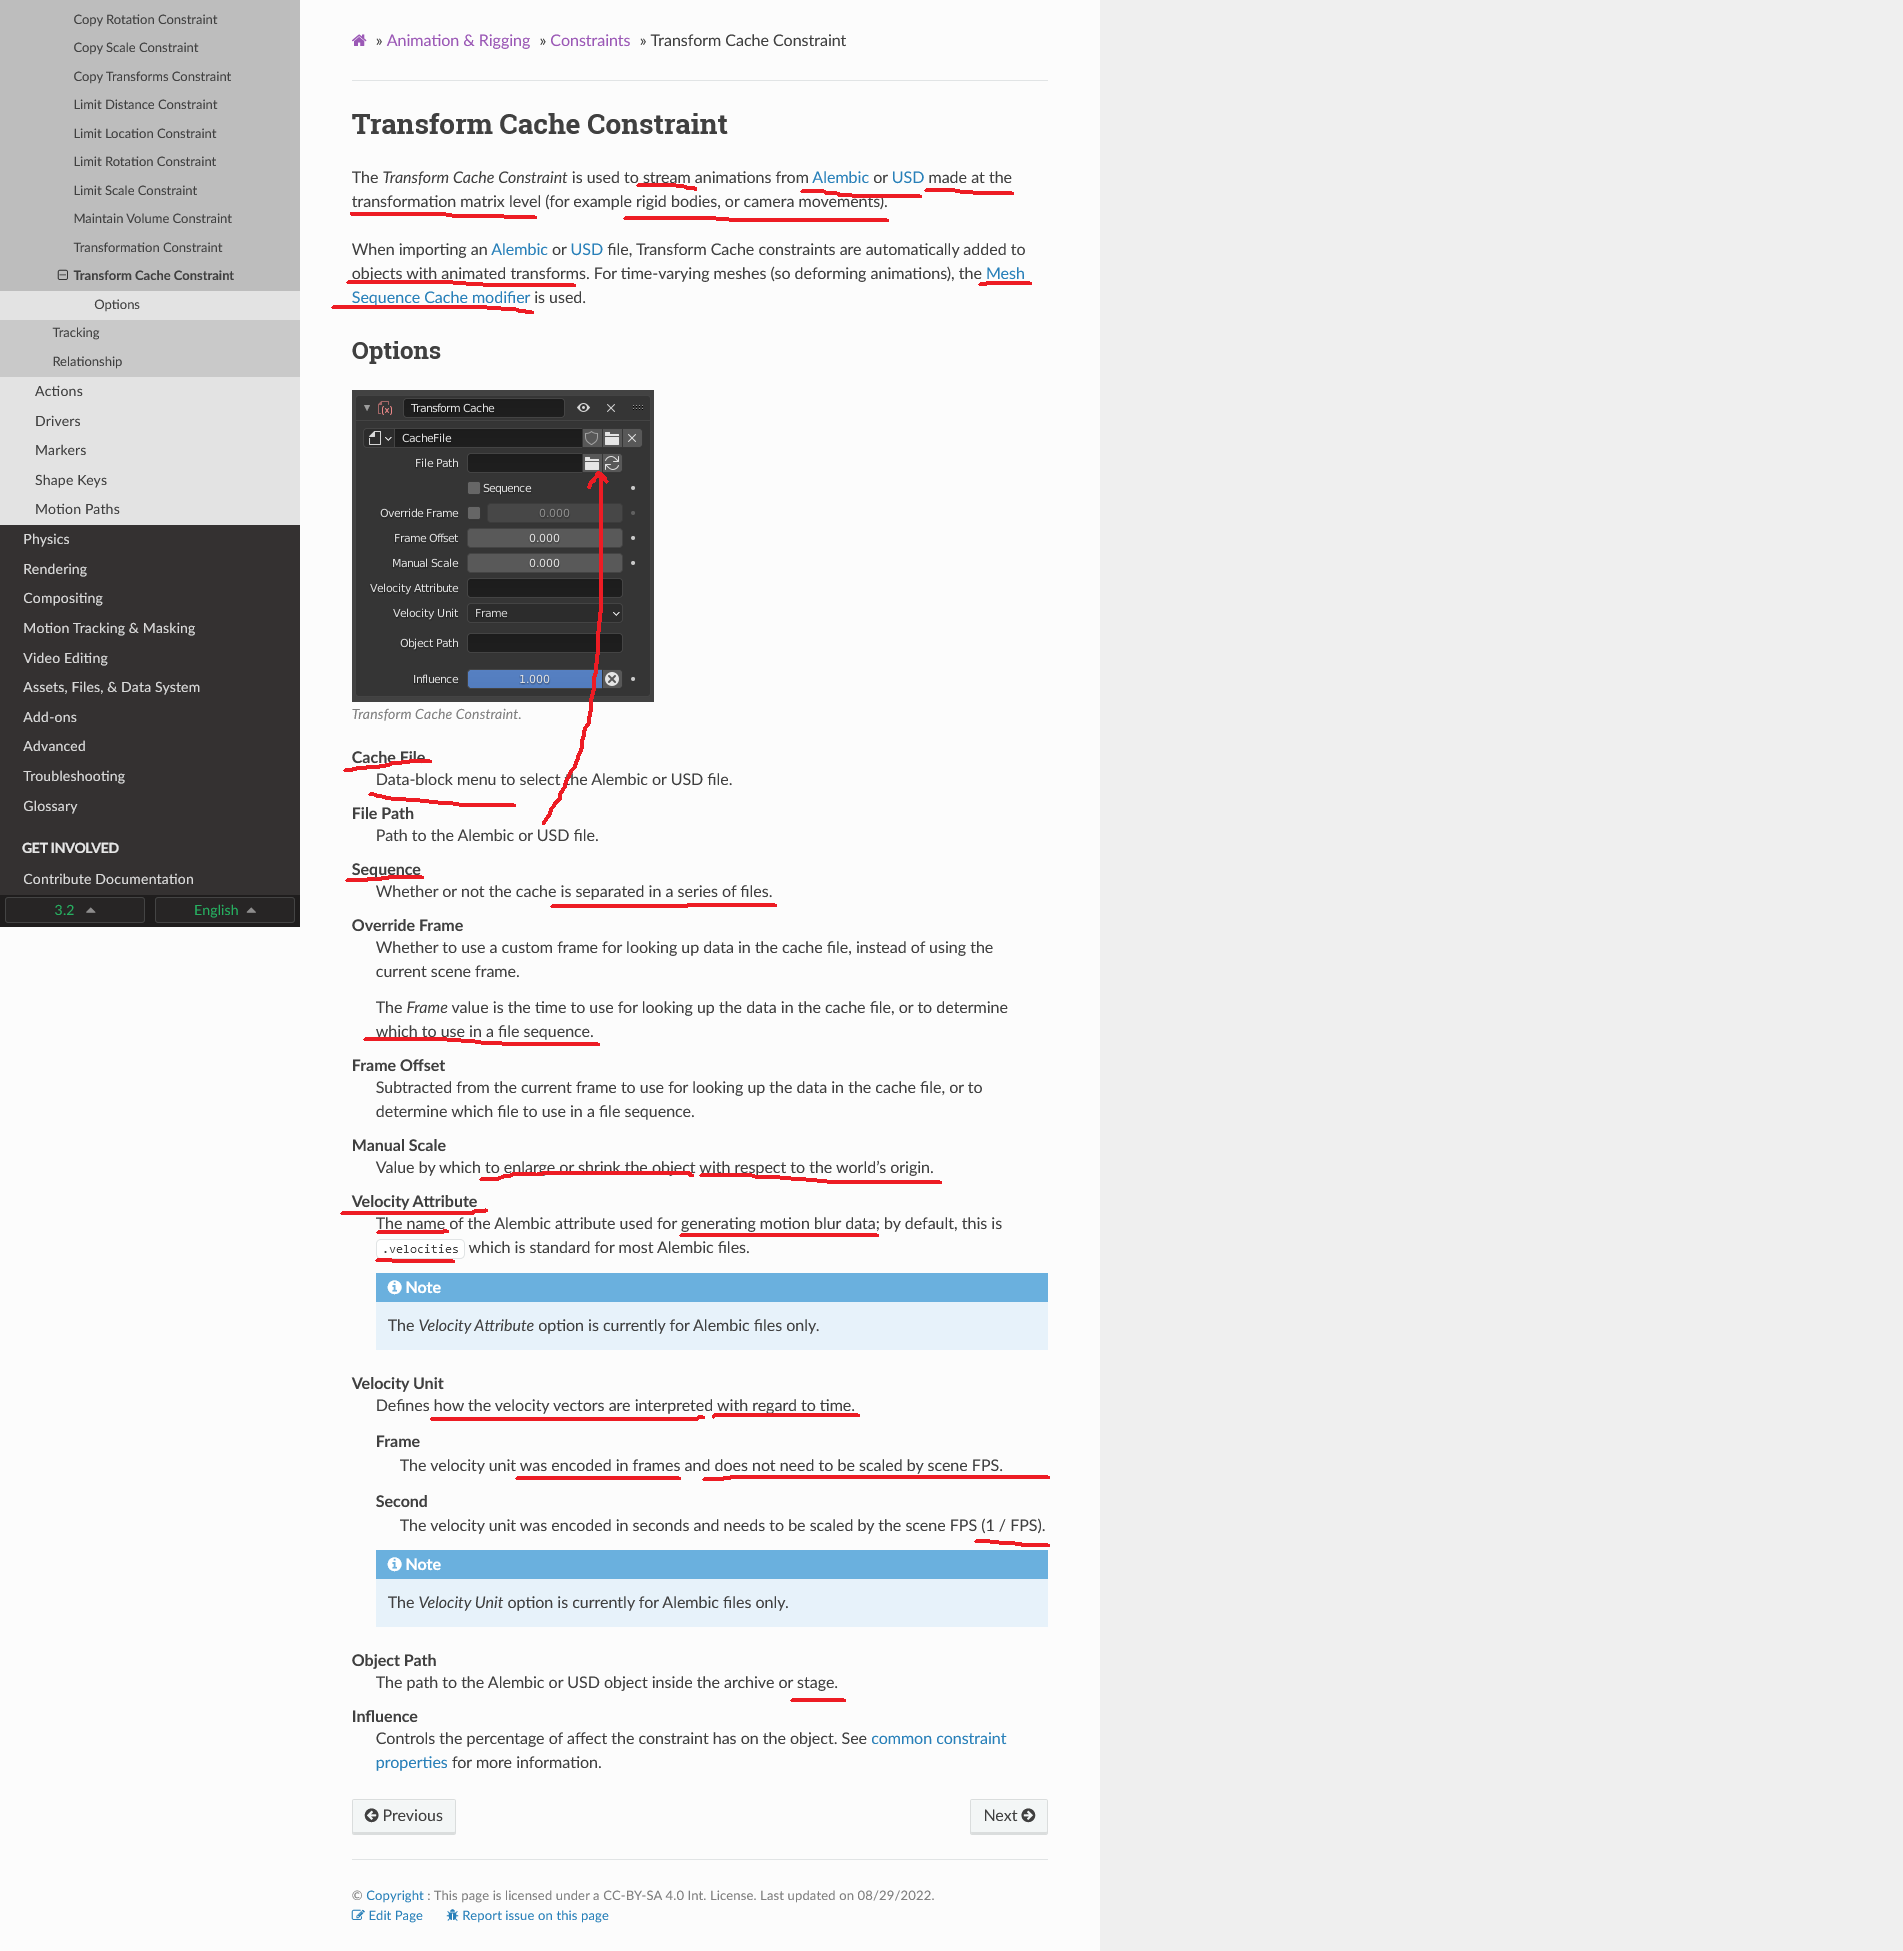 Copy Rotation Constraint
Copy Scale Constraint
Copy Transforms Constraint
Limit Distance Constraint
Limit Location Constraint
Limit Rotation Constraint
Limit Scale Constraint
Maintain Volume Constraint
Transformation Constraint
Transform Cache Constraint
Options
Tracking
Relationship
Actions
Drivers
Markers
Shape Keys
Motion Paths
Physics
Rendering
Compositing
Motion Tracking & Masking
Video Editing
Assets, Files, & Data System
Add-ons
Advanced
Troubleshooting
Glossary
GET INVOLVED
Contribute Documentation
3.2
English
» Animation & Rigging » Constraints » Transform Cache Constraint
Transform Cache Constraint
The Transform Cache Constraint is used to stream animations from Alembic or USD made at the
transformation matrix level (for example rigid bodies, or camera movements).
When importing an Alembic or USD file, Transform Cache constraints are automatically added to
objects with animated transforms. For time-varying meshes (so deforming animations), the Mesh
Sequence Cache modifier is used.
Options
Transform Cache
CacheFile
File Path
Sequence
Override Frame 0.000
Frame Offset 0.000
Manual Scale 0.000
Velocity Attribute
Velocity Unit Frame
Object Path
Influence 1.000
Transform Cache Constraint.
Cache File
Data-block menu to select the Alembic or USD file.
File Path
Path to the Alembic or USD file.
Sequence
Whether or not the cache is separated in a series of files.
Override Frame
Whether to use a custom frame for looking up data in the cache file, instead of using the
current scene frame.
The Frame value is the time to use for looking up the data in the cache file, or to determine
which to use in a file sequence.
Frame Offset
Subtracted from the current frame to use for looking up the data in the cache file, or to
determine which file to use in a file sequence.
Manual Scale
Value by which to enlarge or shrink the object with respect to the world's origin.
Velocity Attribute
The name of the Alembic attribute used for generating motion blur data; by default, this is
.velocities which is standard for most Alembic files.
Note
The Velocity Attribute option is currently for Alembic files only.
Velocity Unit
Defines how the velocity vectors are interpreted with regard to time.
Frame
The velocity unit was encoded in frames and does not need to be scaled by scene FPS.
Second
The velocity unit was encoded in seconds and needs to be scaled by the scene FPS (1 / FPS).
Note
The Velocity Unit option is currently for Alembic files only.
Object Path
The path to the Alembic or USD object inside the archive or stage.
Influence
Controls the percentage of affect the constraint has on the object. See common constraint
properties for more information.
Previous
Next
© Copyright : This page is licensed under a CC-BY-SA 4.0 Int. License. Last updated on 08/29/2022.
Edit Page Report issue on this page